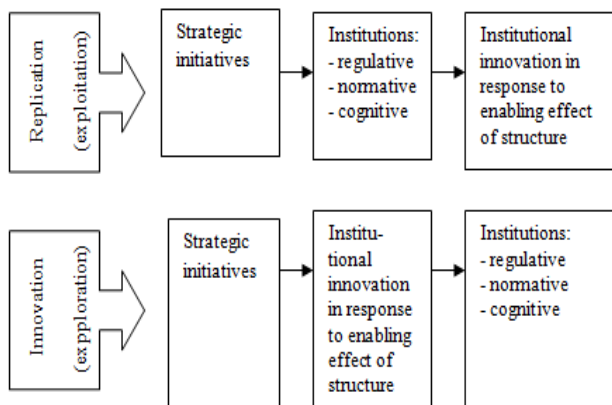 Replication
(exploitation)
Strategic
initiatives
Institutions:
- regulative
- normative
- cognitive
Institutional
innovation in
response to
enabling effect
of structure
Innovation
(expploration)
Strategic
initiatives
Institu-
tional
innovation
in response
to enabling
effect of
structure
Institutions:
- regulative
- normative
- cognitive